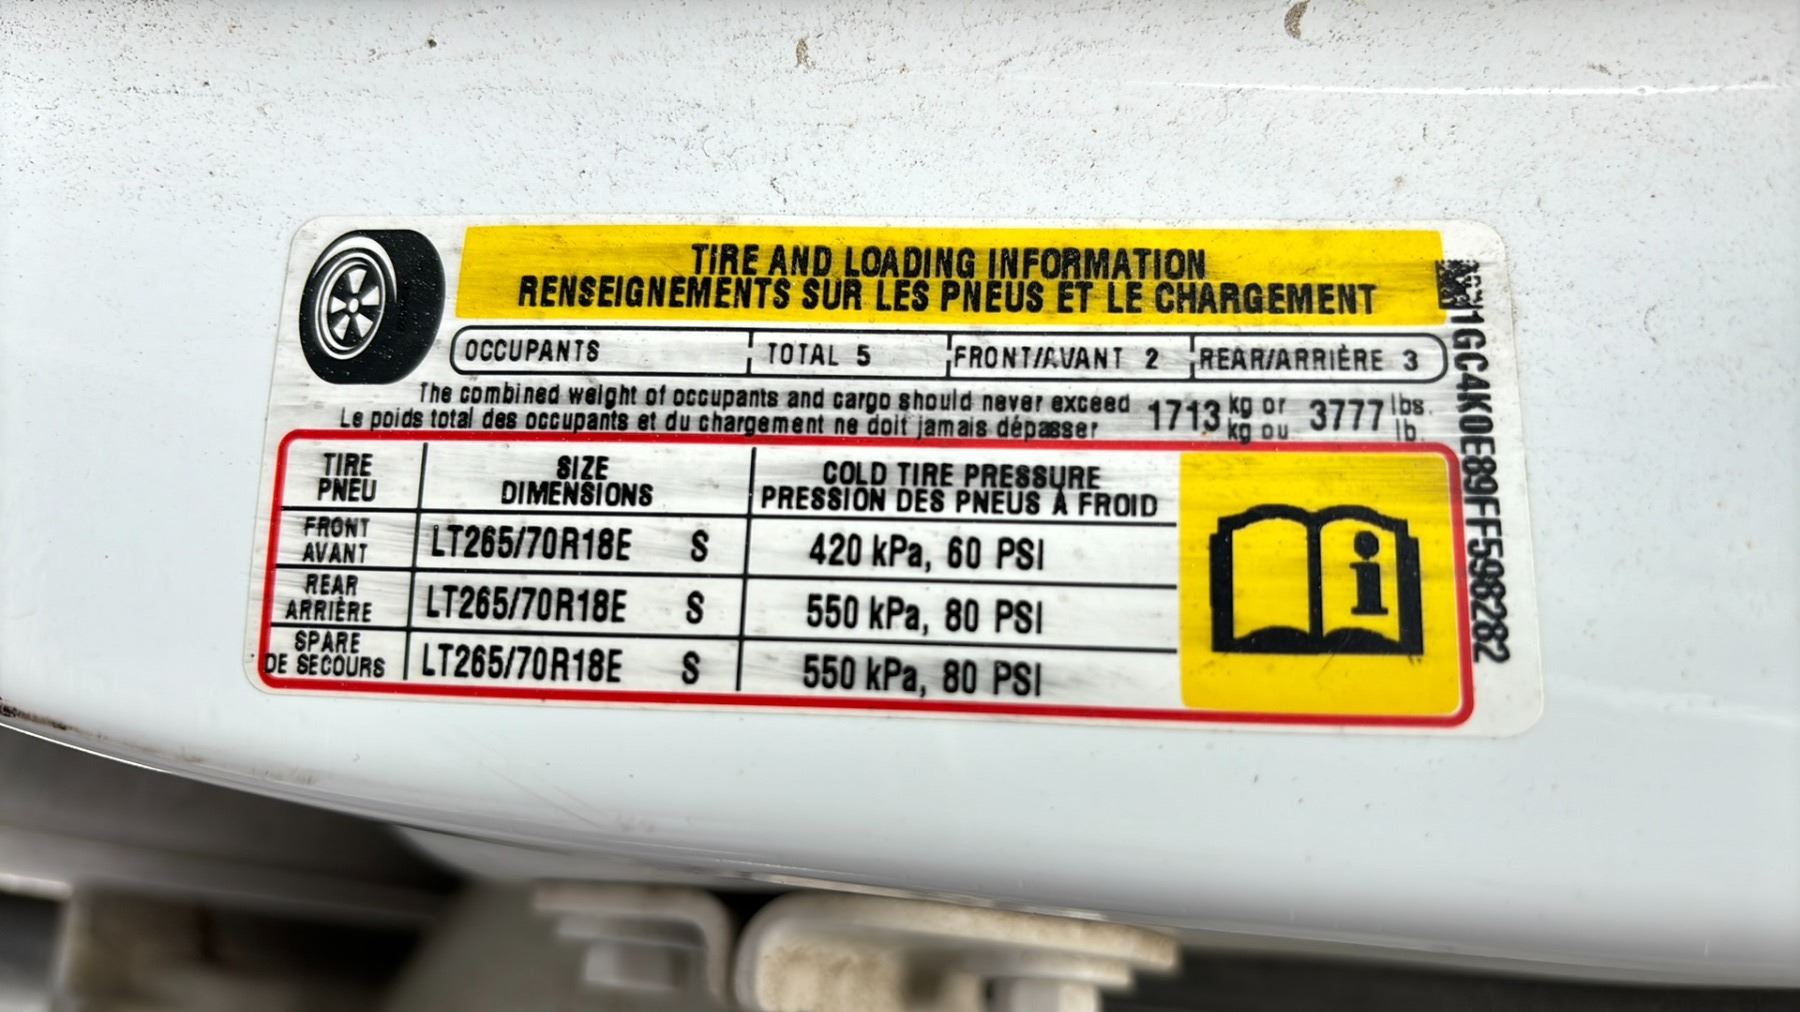 TIRE AND LOADING INFORMATION
RENSEIGNEMENTS SUR LES PNEUS ET LE CHARGEMENT
OCCUPANTS TOTAL 5 FRONT/AVANT 2 REAR/ARRIÈRE 3
The combined weight of occupants and cargo should never exceed 1713 kg or 3777 lbs.
Le poids total des occupants et du chargement ne doit jamais dépasser kg ou lb.
TIRE SIZE COLD TIRE PRESSURE
PNEU DIMENSIONS PRESSION DES PNEUS À FROID
FRONT
AVANT LT265/70R18E S 420 kPa, 60 PSI
REAR
ARRIÈRE LT265/70R18E S 550 kPa, 80 PSI
SPARE
DE SECOURS LT265/70R18E S 550 kPa, 80 PSI
i
1GC4K0E89FF598282